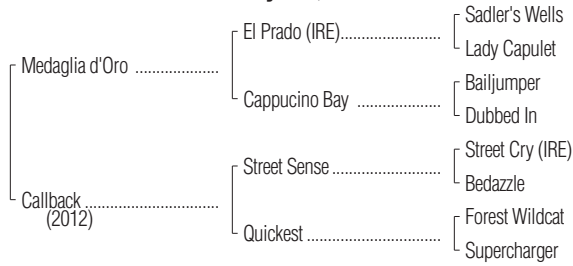 Sadler's Wells
El Prado (IRE)....................
Lady Capulet
Medaglia d'Oro ....................
Bailjumper
Cappucino Bay ....................
Dubbed In
Street Cry (IRE)
Street Sense ..........................
Bedazzle
Callback ................................
(2012)
Forest Wildcat
Quickest ................................
Supercharger